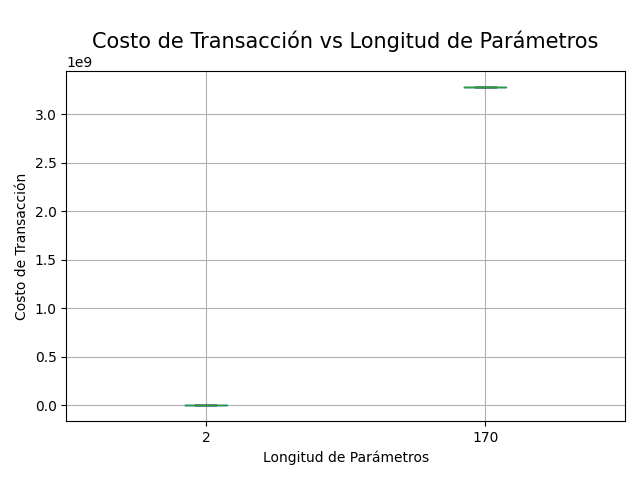 Costo de Transacción vs Longitud de Parámetros
1e9
3.0
2.5
2.0
1.5
1.0
0.5
0.0
Costo de Transacción
2 170
Longitud de Parámetros